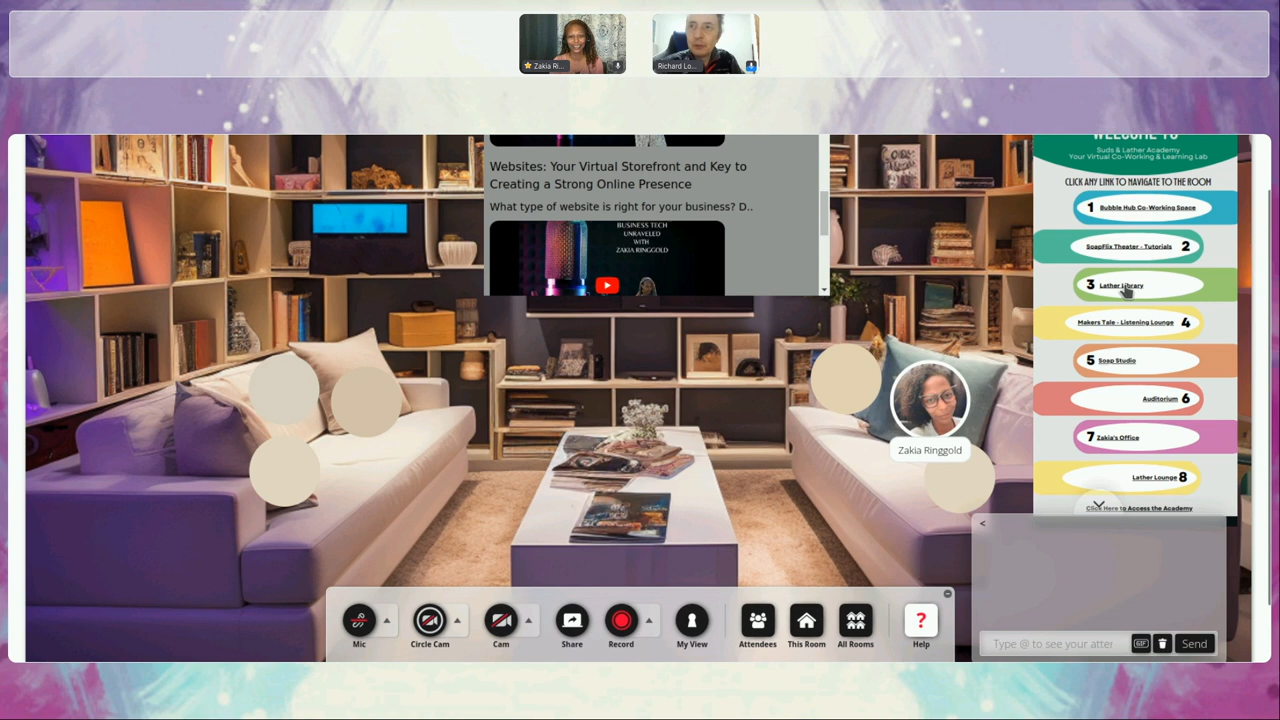 Zakia Ri...
Richard Lo...
Websites: Your Virtual Storefront and Key to
Creating a Strong Online Presence
What type of website is right for your business? D..
BUSINESS TECH
UNRAVELED
WITH
ZAKIA RINGGOLD
WELCOME TO
Suds & Lather Academy
Your Virtual Co-Working & Learning Lab
CLICK ANY LINK TO NAVIGATE TO THE ROOM
1 Bubble Hub Co-Working Space
SoapFlix Theater - Tutorials 2
3 Lather Library
Makers Tale - Listening Lounge 4
5 Soap Studio
Auditorium 6
7 Zakia's Office
Lather Lounge 8
Click Here to Access the Academy
Zakia Ringgold
<
Type @ to see your atter
GIF
Send
Mic
Circle Cam
Cam
Share
Record
My View
Attendees
This Room
All Rooms
?
Help